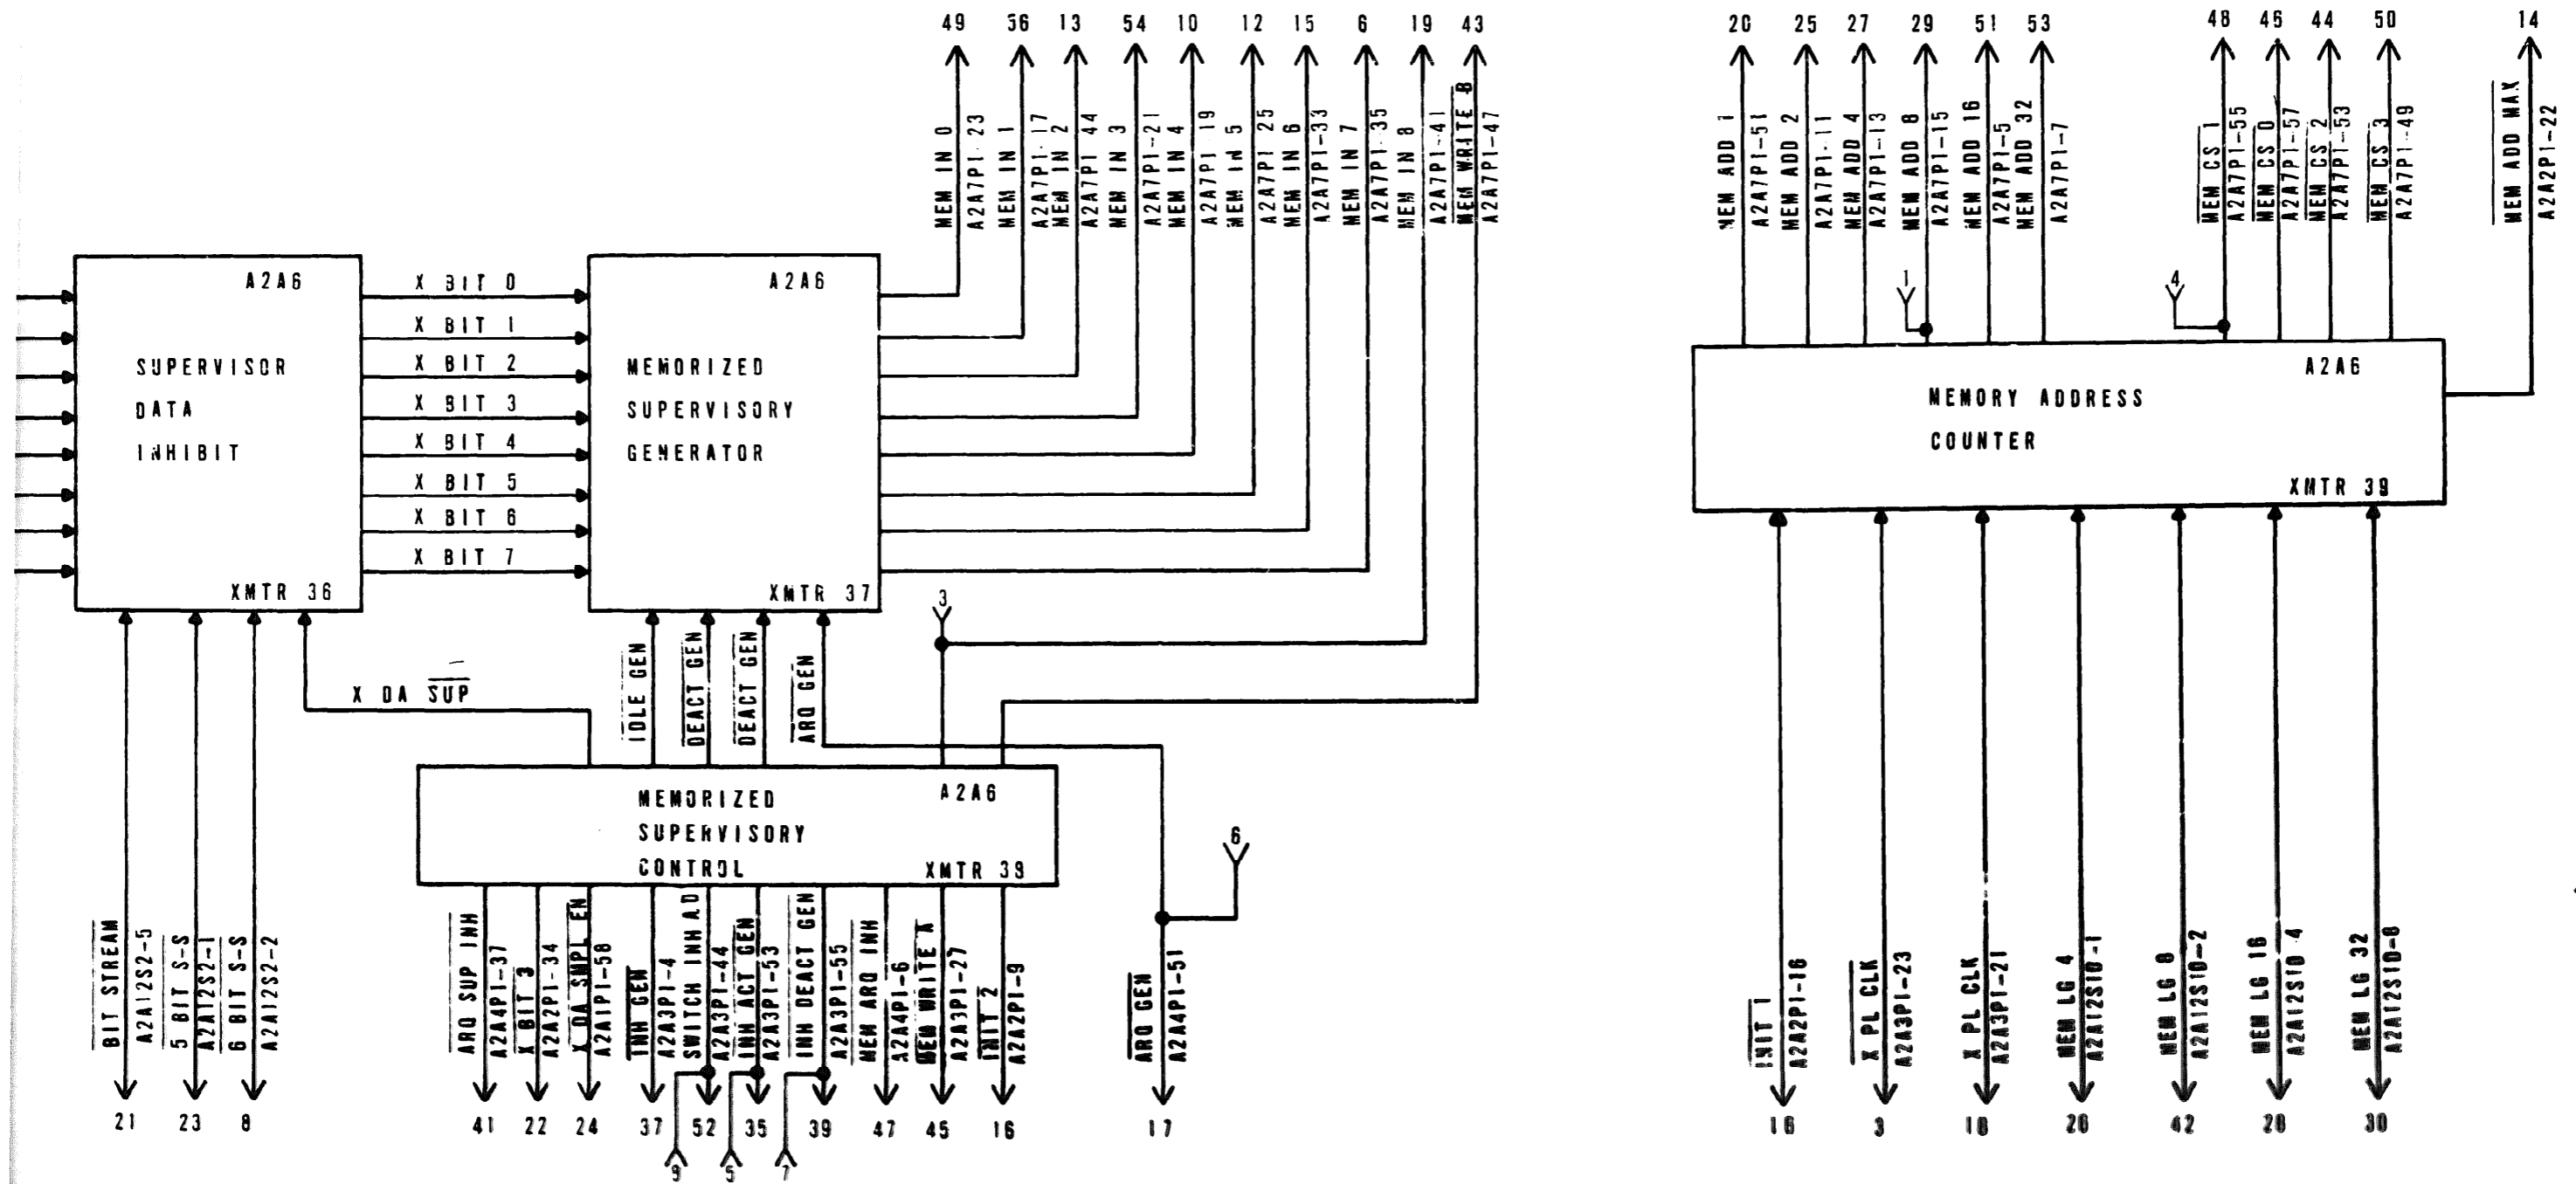 49 36 13 54 10 12 15 6 19 43
20 25 27 29 51 53 48 46 44 50 14
MEM IN 0
A2A7P1-23
MEM IN 1
A2A7P1-17
MEM IN 2
A2A7P1-44
MEM IN 3
A2A7P1-21
MEM IN 4
A2A7P1-19
MEM IN 5
A2A7P1-25
MEM IN 6
A2A7P1-33
MEM IN 7
A2A7P1-35
MEM IN 8
A2A7P1-41
MEM WRITE B
A2A7P1-47
MEM ADD 1
A2A7P1-51
MEM ADD 2
A2A7P1-11
MEM ADD 4
A2A7P1-13
MEM ADD 8
A2A7P1-15
MEM ADD 16
A2A7P1-5
MEM ADD 32
A2A7P1-7
MEM CS 1
A2A7P1-55
MEM CS 0
A2A7P1-57
MEM CS 2
A2A7P1-53
MEM CS 3
A2A7P1-49
MEM ADD MAX
A2A2P1-22
A2A6
SUPERVISOR
DATA
INHIBIT
XMTR 36
X BIT 0
X BIT 1
X BIT 2
X BIT 3
X BIT 4
X BIT 5
X BIT 6
X BIT 7
A2A6
MEMORIZED
SUPERVISORY
GENERATOR
XMTR 37
1
4
A2A6
MEMORY ADDRESS
COUNTER
XMTR 39
3
X DA SUP
IDLE GEN
DEACT GEN
DEACT GEN
ARQ GEN
A2A6
MEMORIZED
SUPERVISORY
CONTROL
XMTR 39
6
BIT STREAM
A2A12S2-5
5 BIT S-S
A2A12S2-1
6 BIT S-S
A2A12S2-2
ARQ SUP INH
A2A4P1-37
X BIT 3
A2A2P1-34
X DA SMPL EN
A2A1P1-58
INH GEN
A2A3P1-4
SWITCH INH AD
A2A3P1-44
INH ACT GEN
A2A3P1-53
INH DEACT GEN
A2A3P1-55
MEM ARQ INH
A2A4P1-6
MEM WRITE A
A2A3P1-27
INIT 2
A2A2P1-9
ARQ GEN
A2A4P1-51
INIT 1
A2A2P1-16
X PL CLK
A2A3P1-23
X PL CLK
A2A3P1-21
MEM LG 4
A2A12S10-1
MEM LG 8
A2A12S10-2
MEM LG 16
A2A12S10 4
MEM LG 32
A2A12S10-8
21 23 8 41 22 24 37 52 35 39 47 45 16 17
16 3 18 26 42 28 30
9 5 7